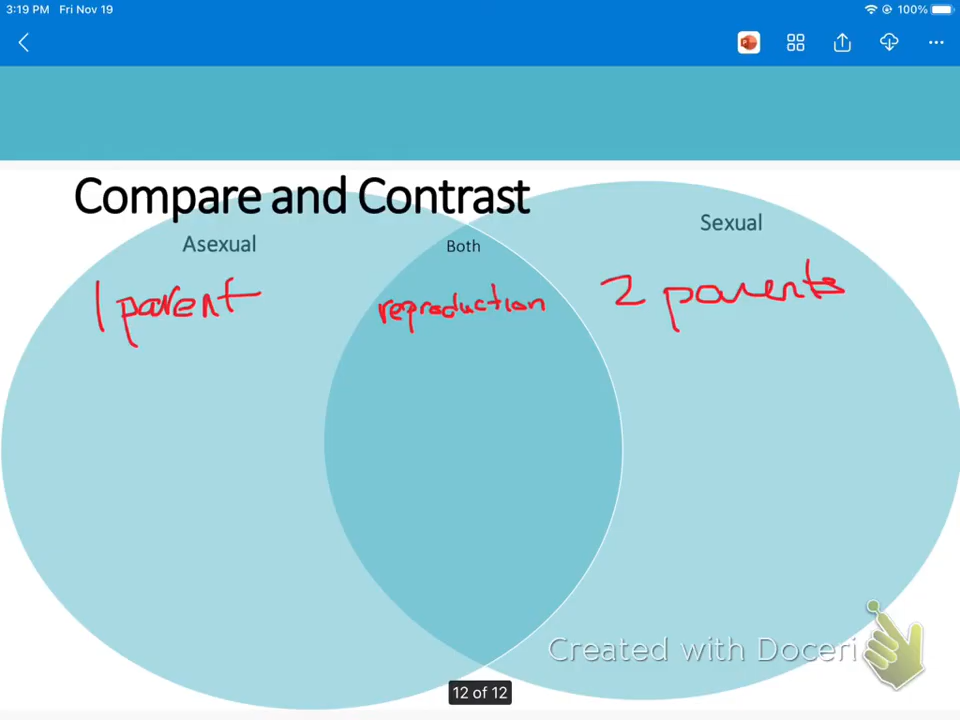 3:19 PM Fri Nov 19
100%
Compare and Contrast
Asexual
Both
Sexual
1 parent
reproduction
2 parents
Created with Doceri
12 of 12